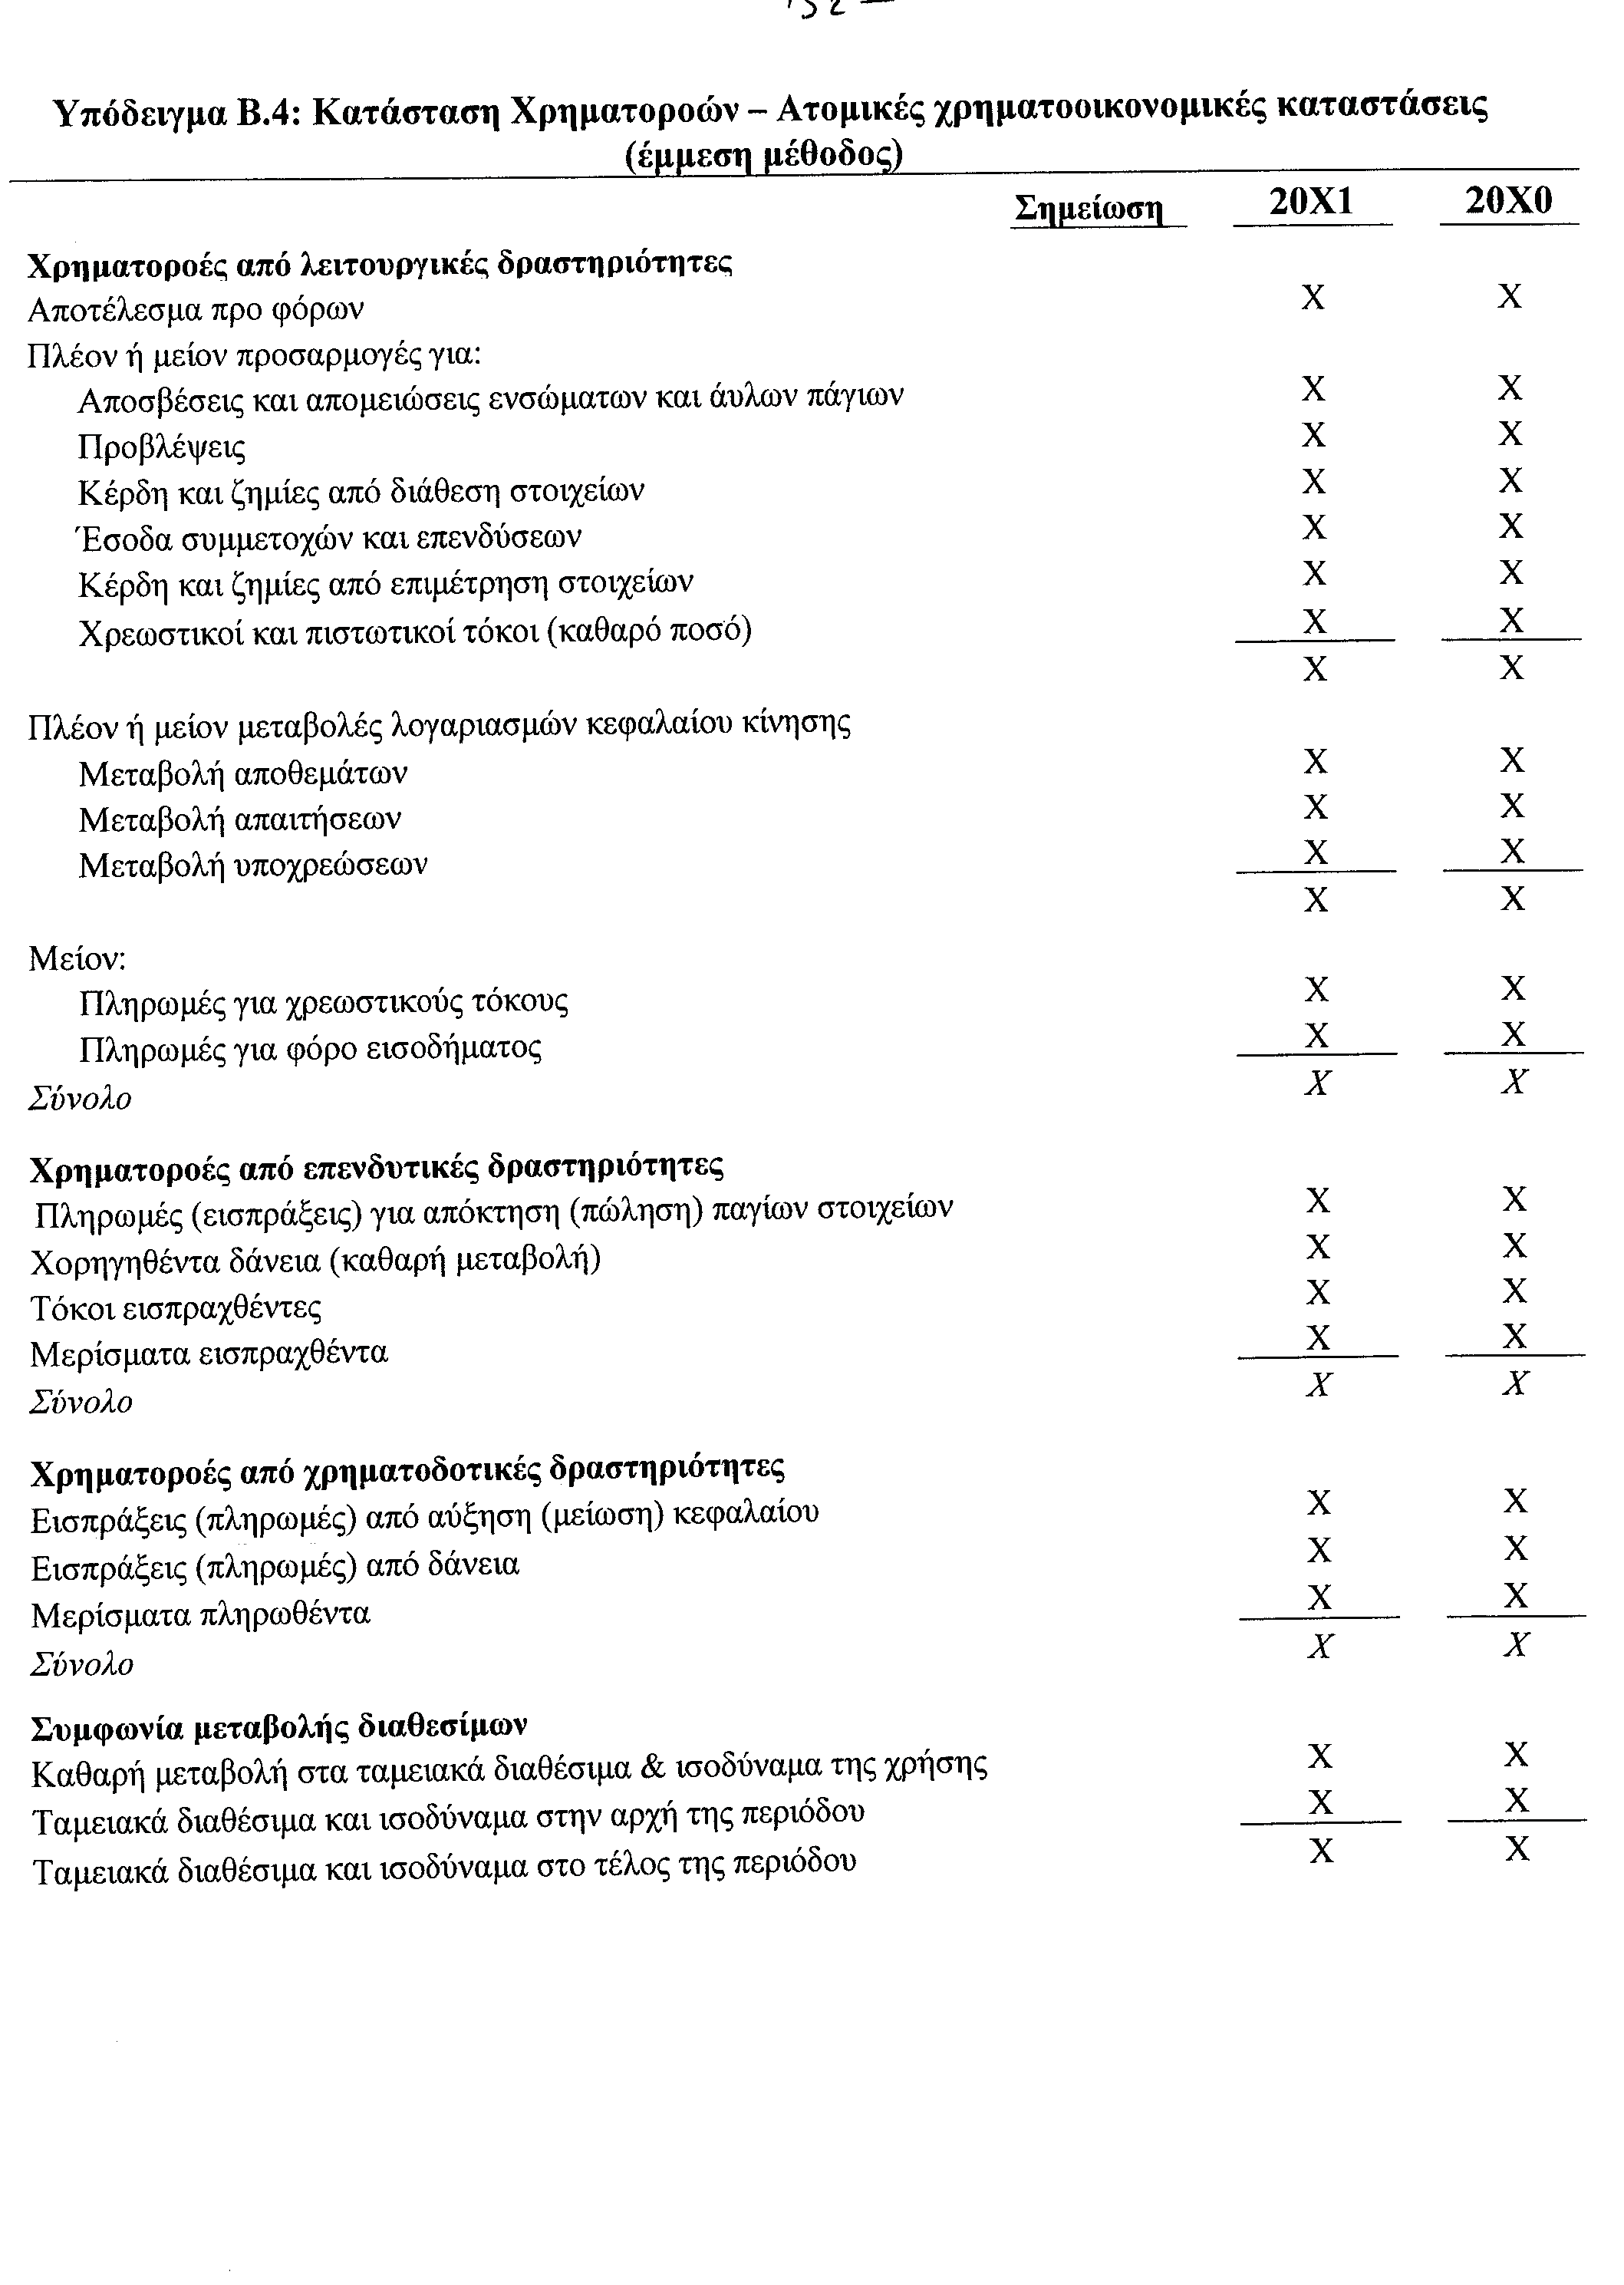 Υπόδειγμα Β.4: Κατάσταση Χρηματοροών – Ατομικές χρηματοοικονομικές καταστάσεις
(έμμεση μέθοδος)
Σημείωση 20X1 20X0
Χρηματοροές από λειτουργικές δραστηριότητες
Αποτέλεσμα προ φόρων X X
Πλέον ή μείον προσαρμογές για:
Αποσβέσεις και απομειώσεις ενσώματων και άυλων πάγιων X X
Προβλέψεις X X
Κέρδη και ζημίες από διάθεση στοιχείων X X
Έσοδα συμμετοχών και επενδύσεων X X
Κέρδη και ζημίες από επιμέτρηση στοιχείων X X
Χρεωστικοί και πιστωτικοί τόκοι (καθαρό ποσό) X X
X X
Πλέον ή μείον μεταβολές λογαριασμών κεφαλαίου κίνησης
Μεταβολή αποθεμάτων X X
Μεταβολή απαιτήσεων X X
Μεταβολή υποχρεώσεων X X
X X
Μείον:
Πληρωμές για χρεωστικούς τόκους X X
Πληρωμές για φόρο εισοδήματος X X
Σύνολο X X
Χρηματοροές από επενδυτικές δραστηριότητες
Πληρωμές (εισπράξεις) για απόκτηση (πώληση) παγίων στοιχείων X X
Χορηγηθέντα δάνεια (καθαρή μεταβολή) X X
Τόκοι εισπραχθέντες X X
Μερίσματα εισπραχθέντα X X
Σύνολο X X
Χρηματοροές από χρηματοδοτικές δραστηριότητες
Εισπράξεις (πληρωμές) από αύξηση (μείωση) κεφαλαίου X X
Εισπράξεις (πληρωμές) από δάνεια X X
Μερίσματα πληρωθέντα X X
Σύνολο X X
Συμφωνία μεταβολής διαθεσίμων
Καθαρή μεταβολή στα ταμειακά διαθέσιμα & ισοδύναμα της χρήσης X X
Ταμειακά διαθέσιμα και ισοδύναμα στην αρχή της περιόδου X X
Ταμειακά διαθέσιμα και ισοδύναμα στο τέλος της περιόδου X X